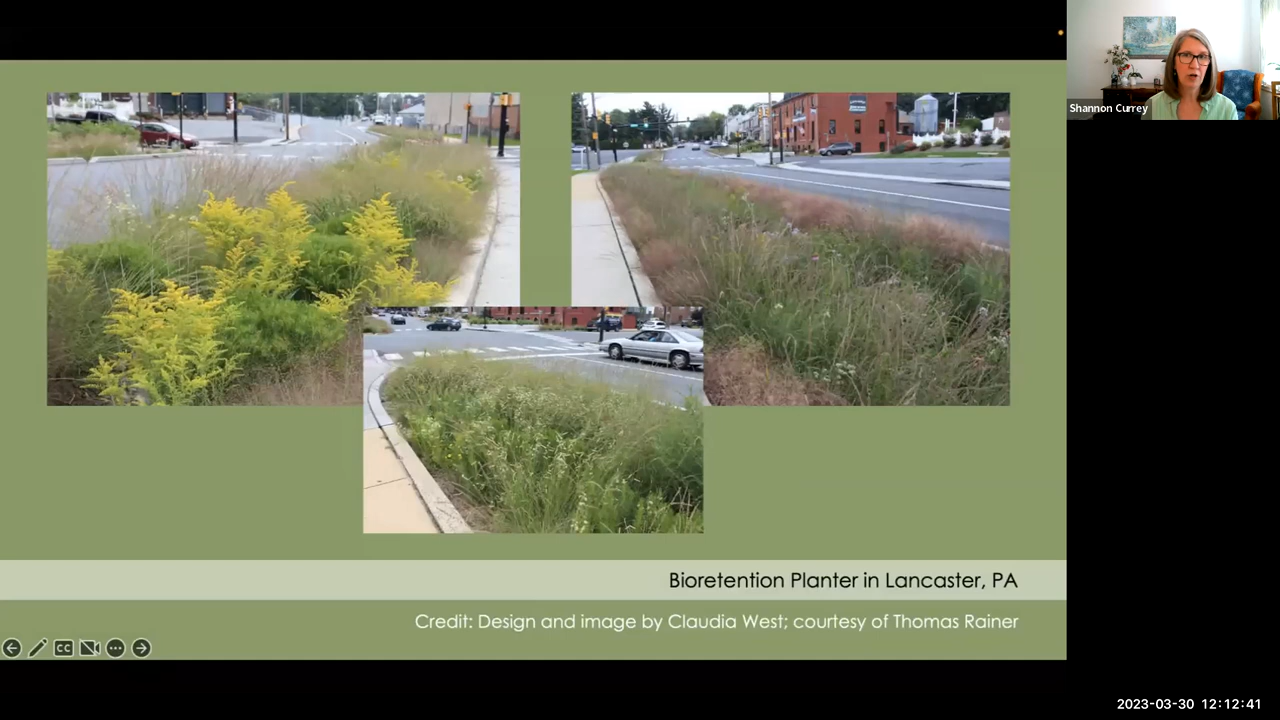 Shannon Currey
Bioretention Planter in Lancaster, PA
Credit: Design and image by Claudia West; courtesy of Thomas Rainer
CC
2023-03-30 12:12:41